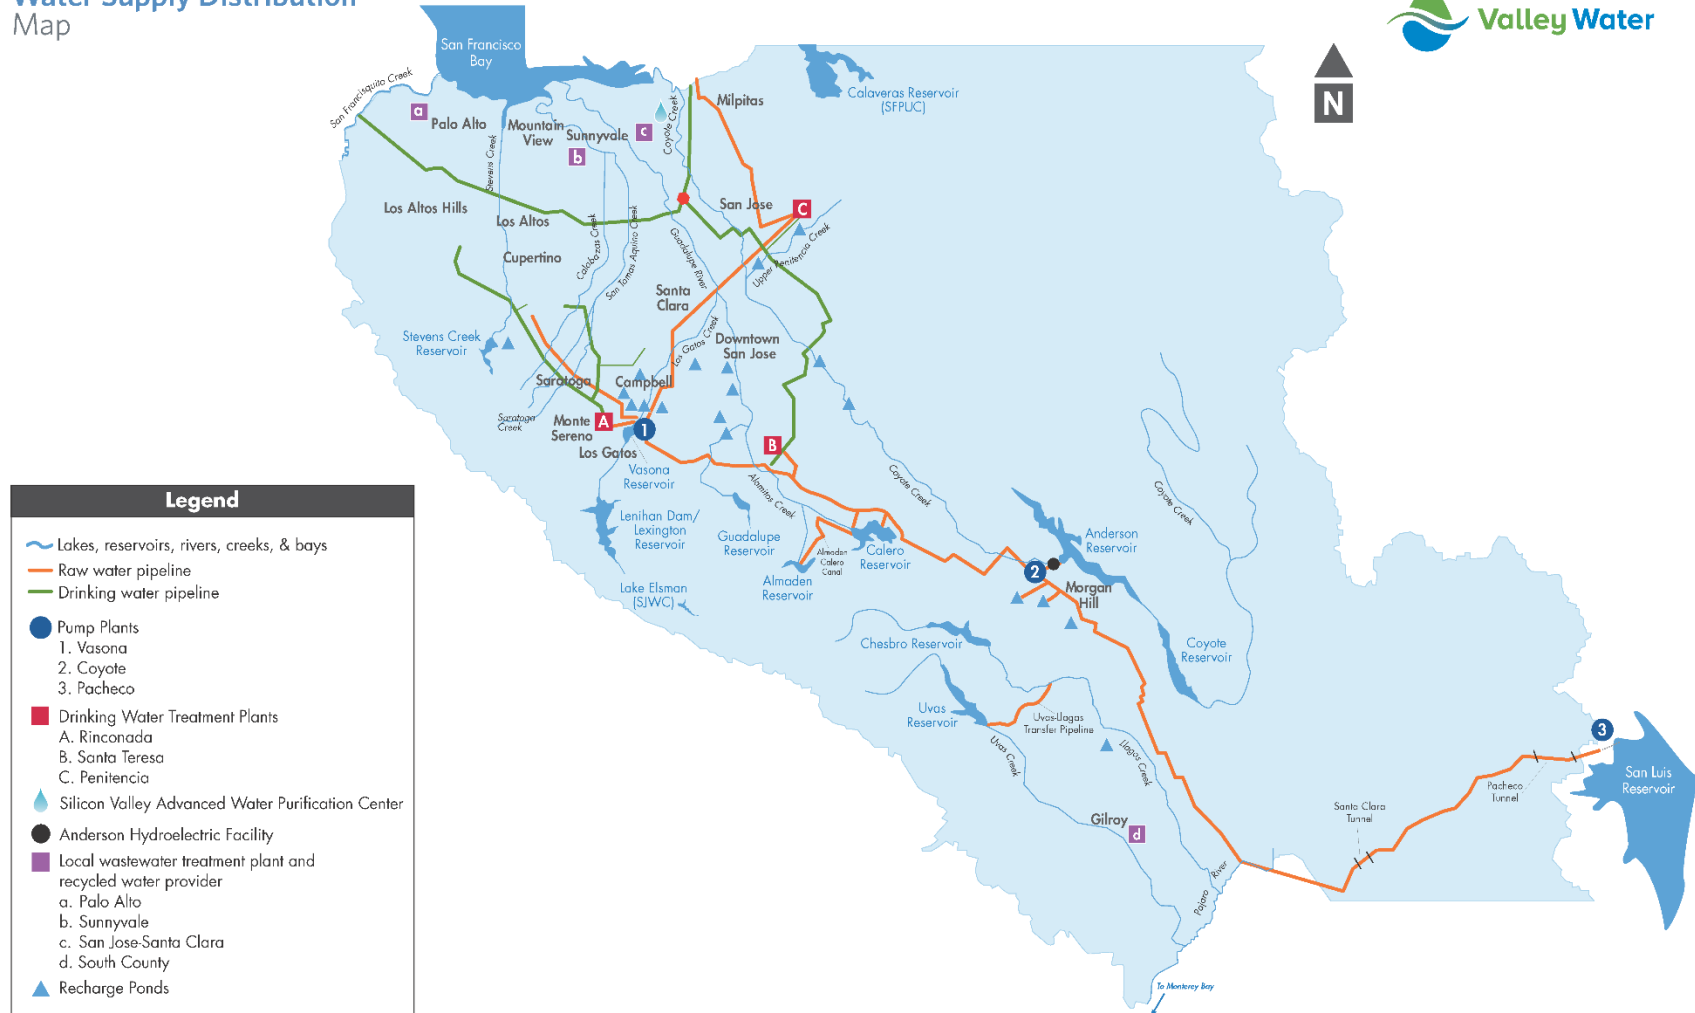 Water Supply Distribution
Map
Valley Water
N
San Francisco
Bay
San Francisquito Creek
a
Palo Alto
Mountain
View
Sunnyvale
b
c
Coyote Creek
Milpitas
Calaveras Reservoir
(SFPUC)
Stevens Creek
Los Altos Hills
Los Altos
Cupertino
Calabazas Creek
San Tomas Aquino Creek
Guadalupe River
San Jose
C
Upper Penitencia Creek
Santa
Clara
Stevens Creek
Reservoir
Los Gatos Creek
Downtown
San Jose
Saratoga
Campbell
Saratoga
Creek
Monte
Sereno
A
1
Los Gatos
B
Vasona
Reservoir
Alamitos Creek
Coyote Creek
Coyote Creek
Lenihan Dam/
Lexington
Reservoir
Guadalupe
Reservoir
Almaden
Calero
Canal
Calero
Reservoir
Almaden
Reservoir
Lake Elsman
(SJWC)
Anderson
Reservoir
2
Morgan
Hill
Chesbro Reservoir
Coyote
Reservoir
Uvas
Reservoir
Uvas-Llagas
Transfer Pipeline
Uvas Creek
Llagas Creek
Gilroy
d
Pajaro River
To Monterey Bay
Santa Clara
Tunnel
Pacheco
Tunnel
3
San Luis
Reservoir
Legend
Lakes, reservoirs, rivers, creeks, & bays
Raw water pipeline
Drinking water pipeline
Pump Plants
1. Vasona
2. Coyote
3. Pacheco
Drinking Water Treatment Plants
A. Rinconada
B. Santa Teresa
C. Penitencia
Silicon Valley Advanced Water Purification Center
Anderson Hydroelectric Facility
Local wastewater treatment plant and
recycled water provider
a. Palo Alto
b. Sunnyvale
c. San Jose-Santa Clara
d. South County
Recharge Ponds